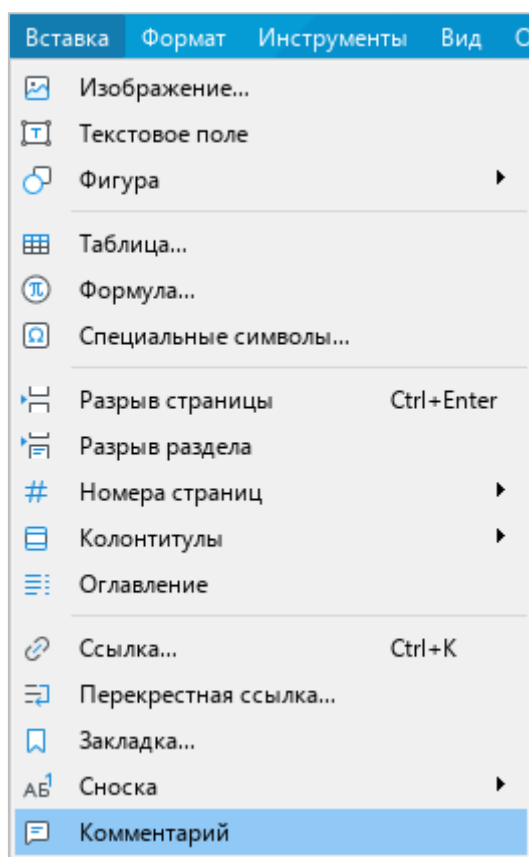 Вставка Формат Инструменты Вид
Изображение...
Текстовое поле
Фигура
Таблица...
Формула...
Специальные символы...
Разрыв страницы Ctrl+Enter
Разрыв раздела
Номера страниц
Колонтитулы
Оглавление
Ссылка... Ctrl+K
Перекрестная ссылка...
Закладка...
Сноска
Комментарий